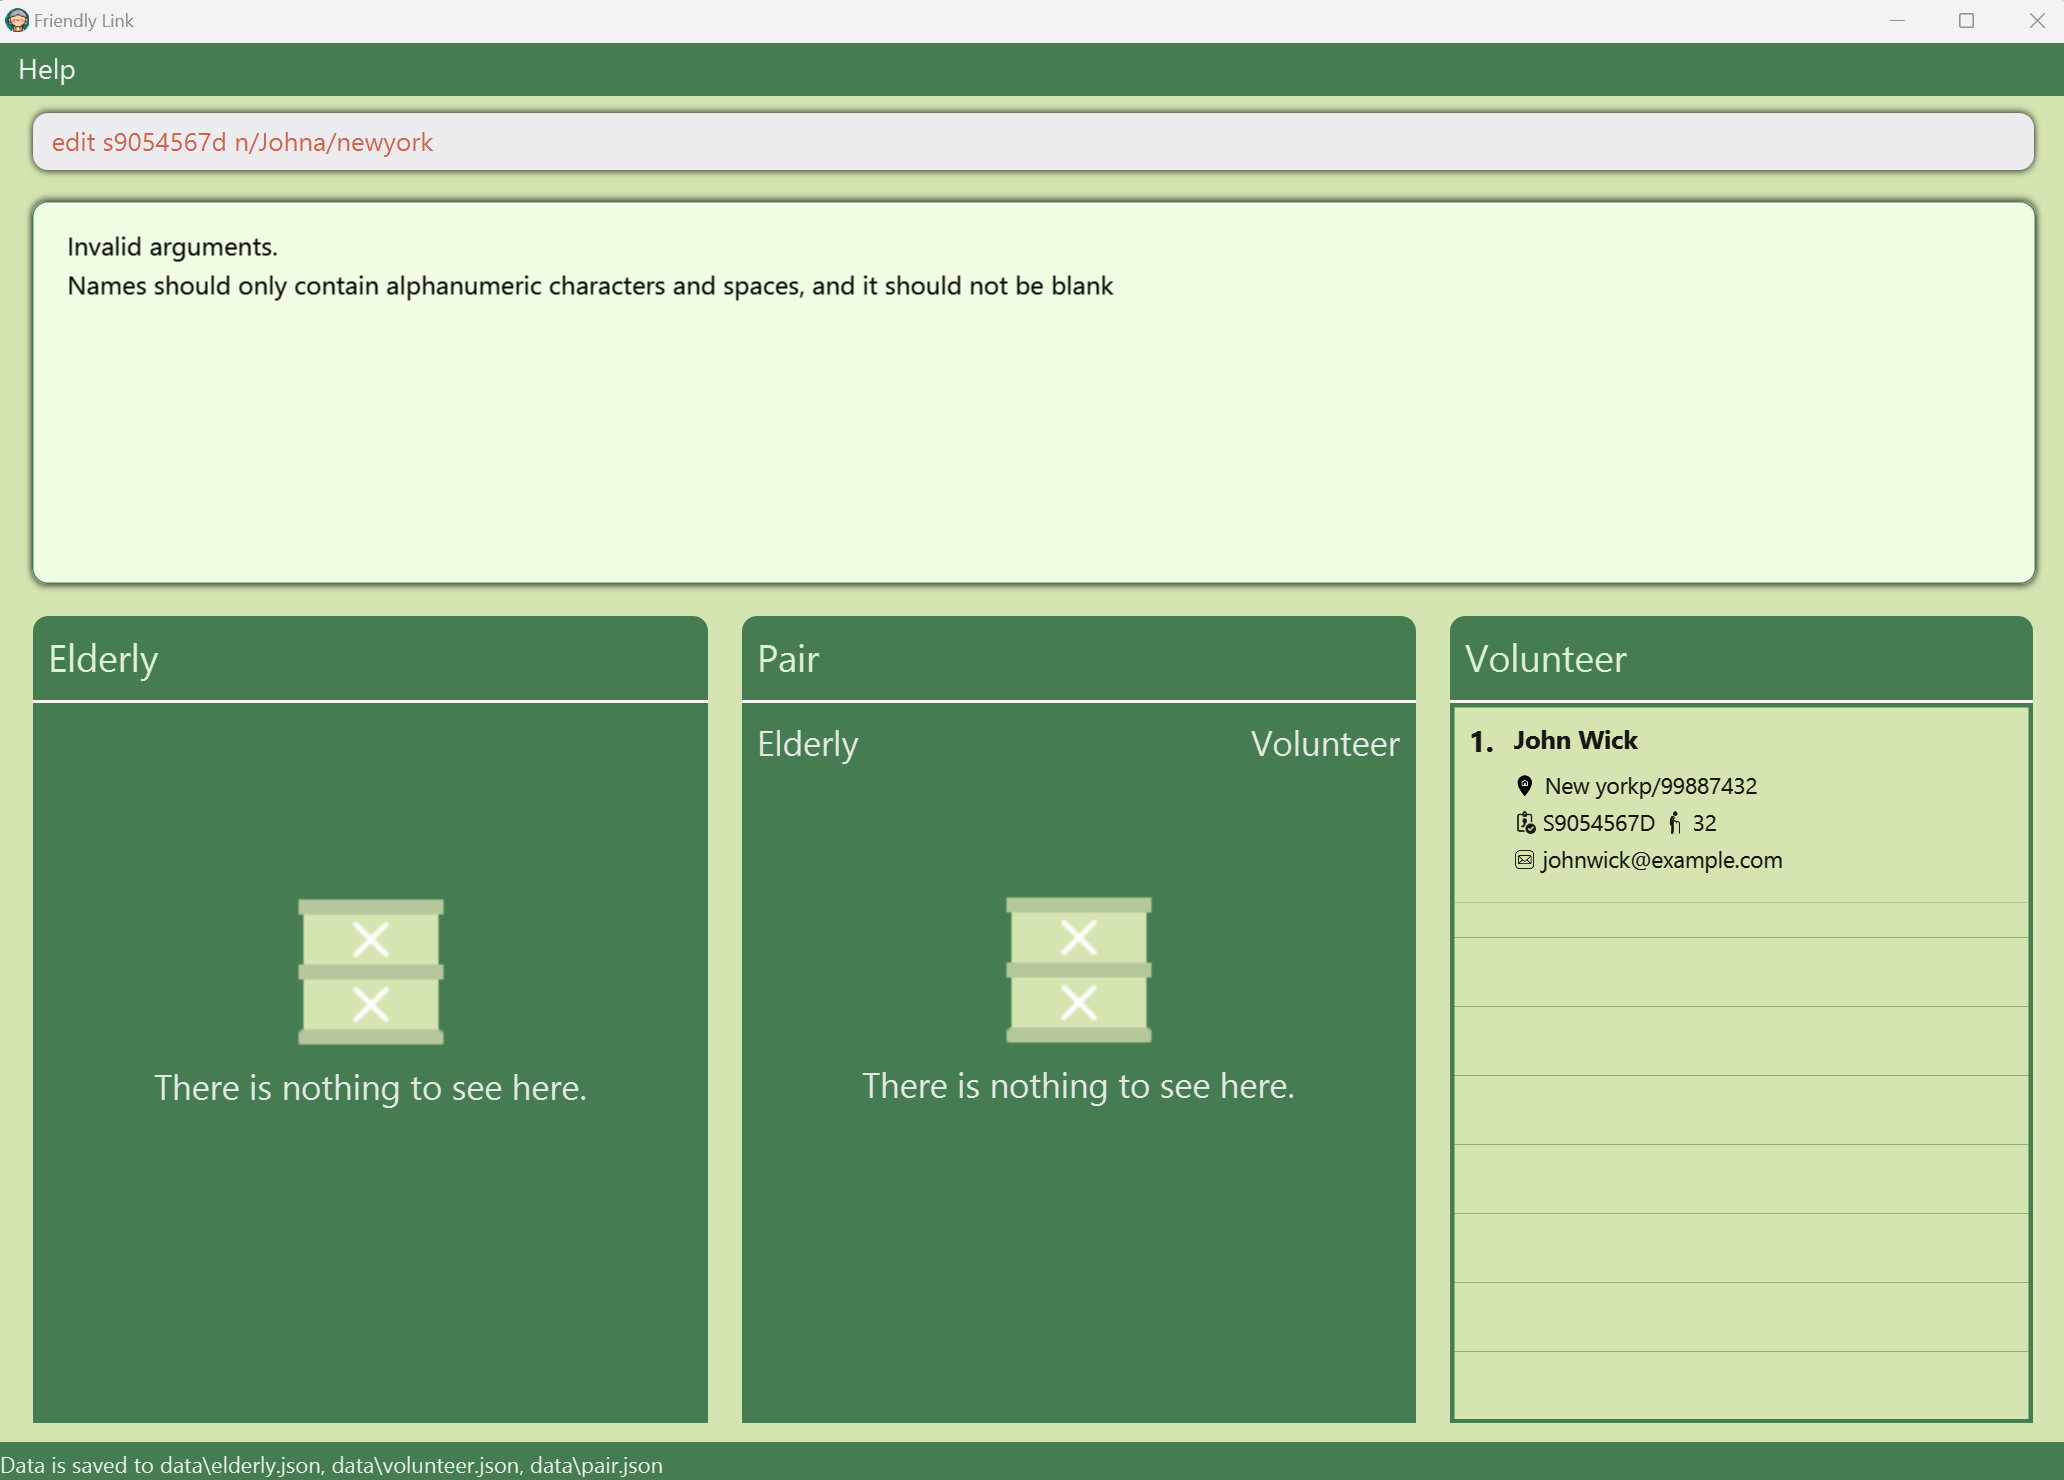 Friendly Link
Help
edit s9054567d n/Johna/newyork
Invalid arguments.
Names should only contain alphanumeric characters and spaces, and it should not be blank
Elderly
There is nothing to see here.
Pair
Elderly Volunteer
There is nothing to see here.
Volunteer
1. John Wick
New yorkp/99887432
S9054567D 32
johnwick@example.com
Data is saved to data\elderly.json, data\volunteer.json, data\pair.json